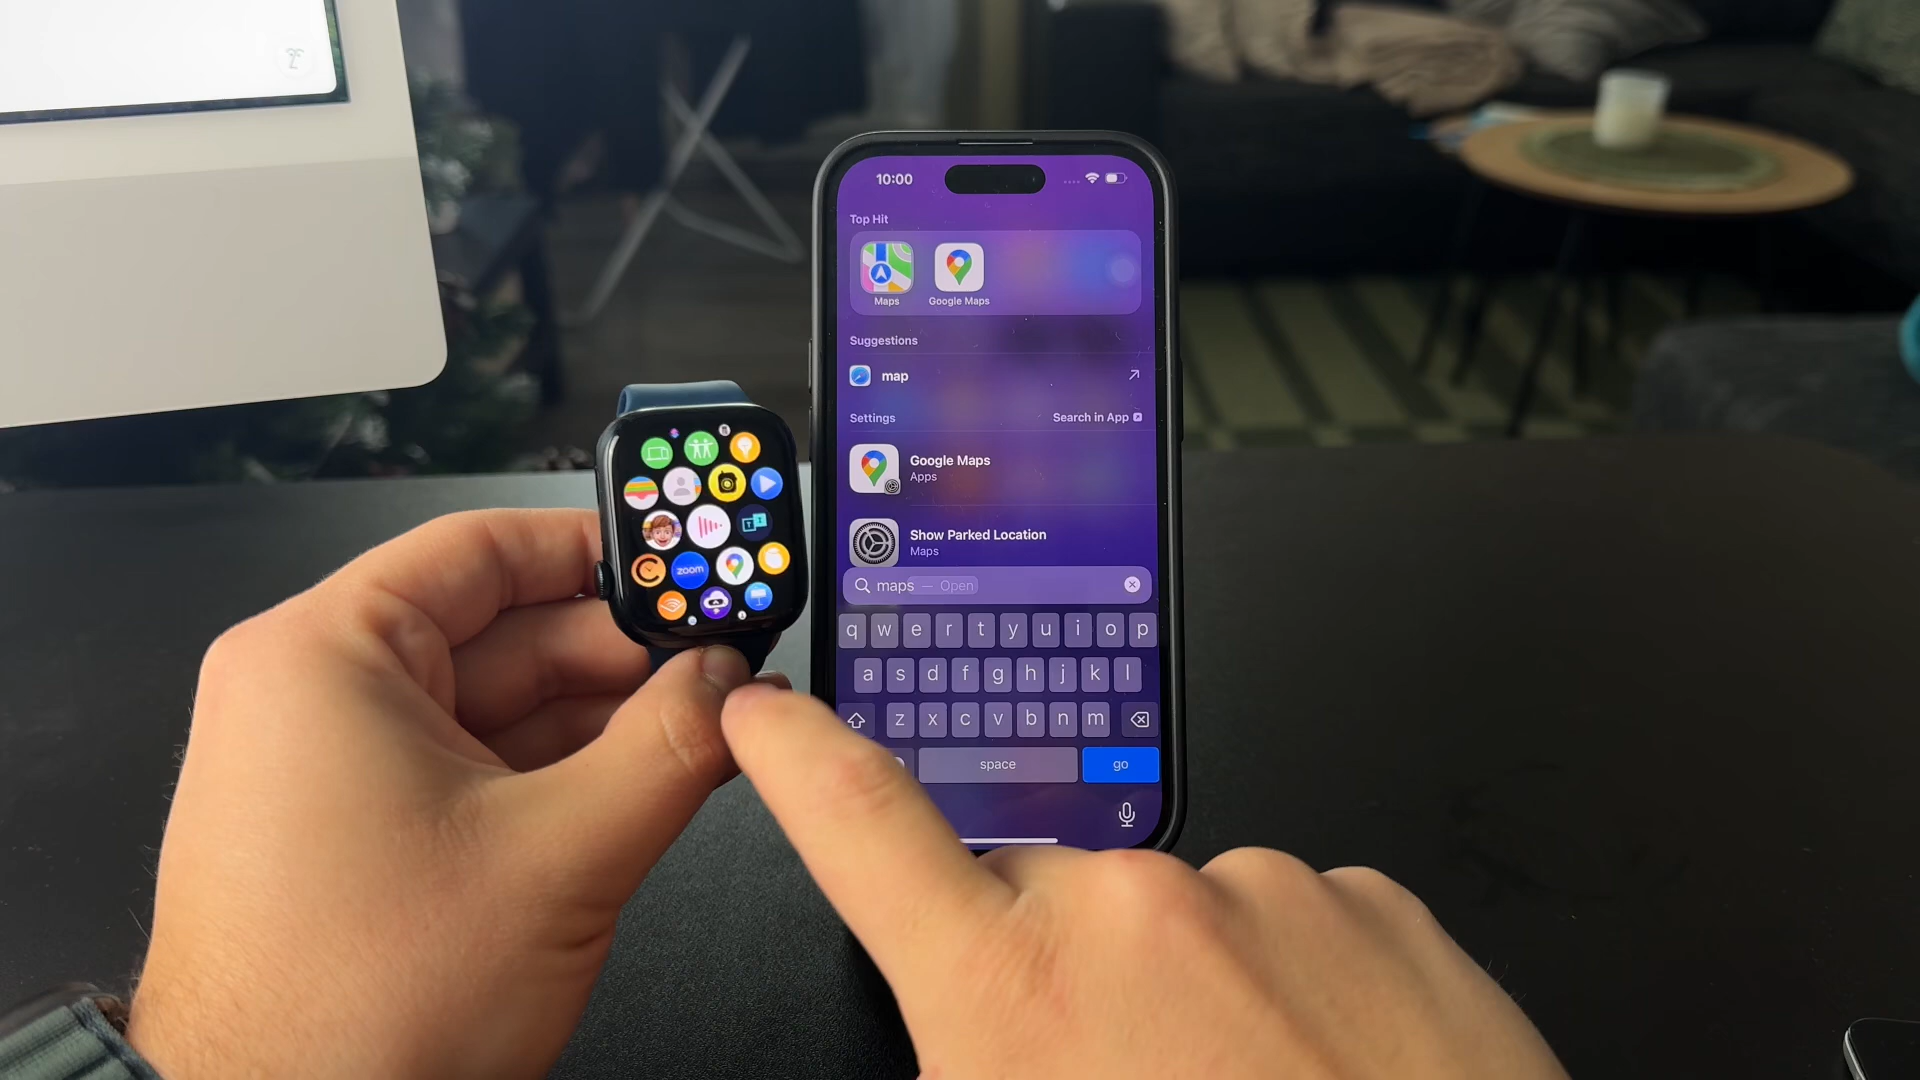 10:00
Top Hit
Maps
Google Maps
Suggestions
map
Settings
Search in App
Google Maps
Apps
Show Parked Location
Maps
maps — Open
q w e r t y u i o p
a s d f g h j k l
z x c v b n m
space
go
zoom